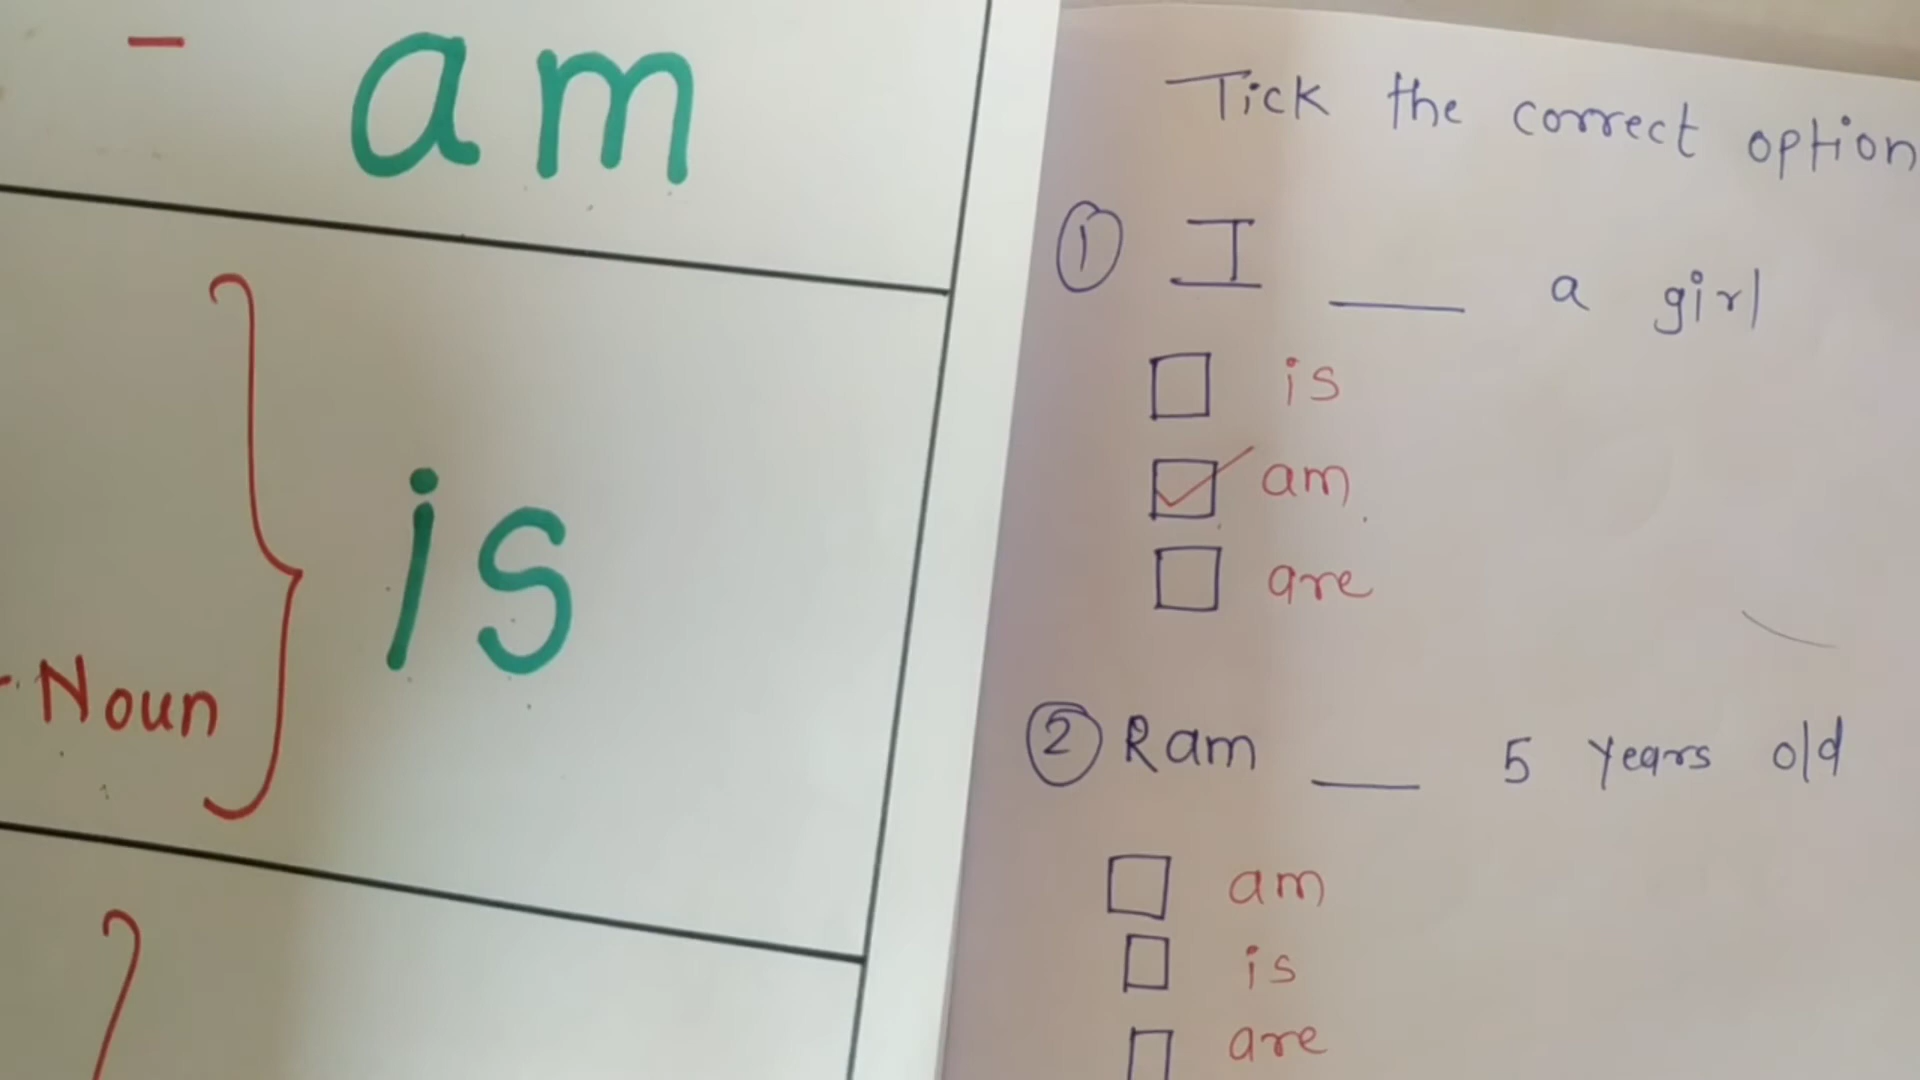 - am
is
- Noun
Tick the correct option
① I ___ a girl
is
am
are
② Ram ___ 5 years old
am
is
are